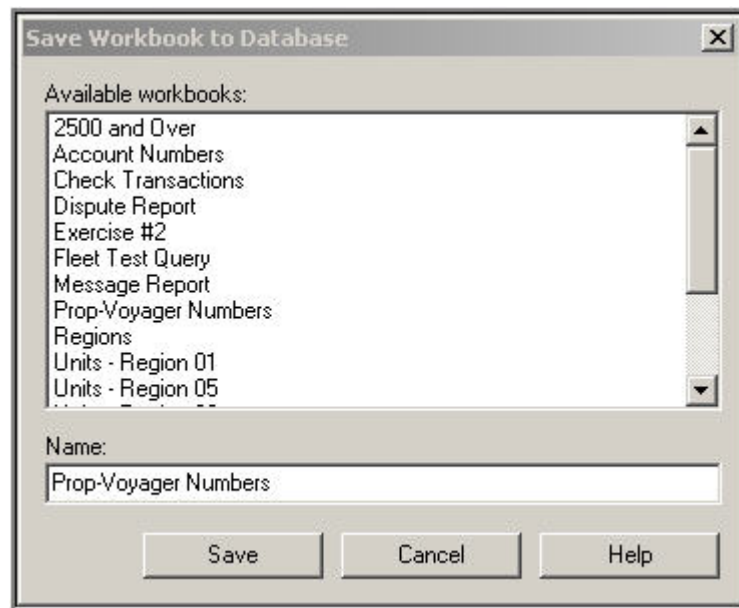 Save Workbook to Database
Available workbooks:
2500 and Over
Account Numbers
Check Transactions
Dispute Report
Exercise #2
Fleet Test Query
Message Report
Prop-Voyager Numbers
Regions
Units - Region 01
Units - Region 05
Name:
Prop-Voyager Numbers
Save Cancel Help